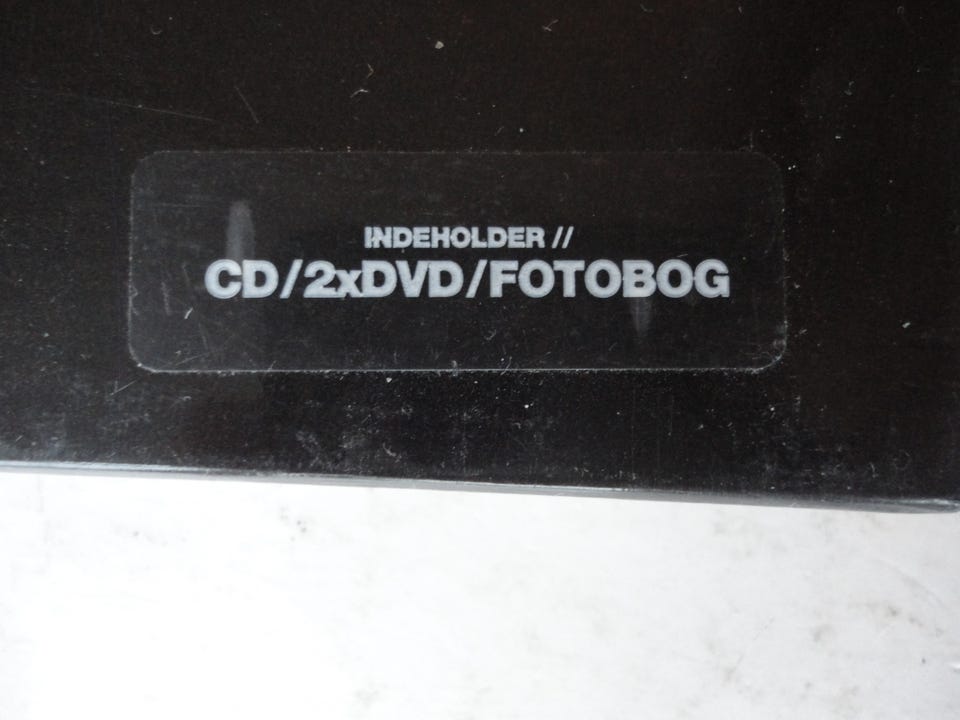 INDEHOLDER //
CD/2xDVD/FOTOBOG